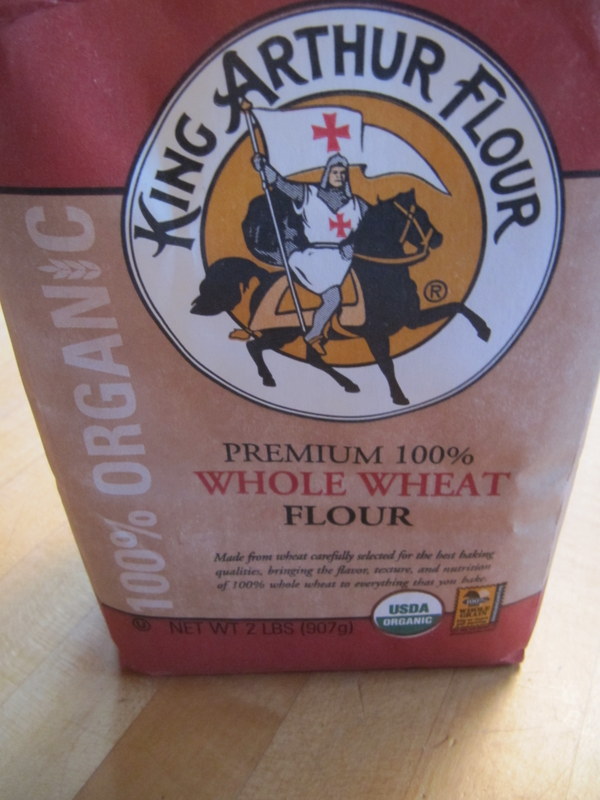 KING ARTHUR FLOUR
®
100% ORGANIC
PREMIUM 100%
WHOLE WHEAT
FLOUR
Made from wheat carefully selected for the best baking
qualities, bringing the flavor, texture, and nutrition
of 100% whole wheat to everything that you bake.
USDA
ORGANIC
WHOLE
GRAIN
U NET WT 2 LBS (907g)